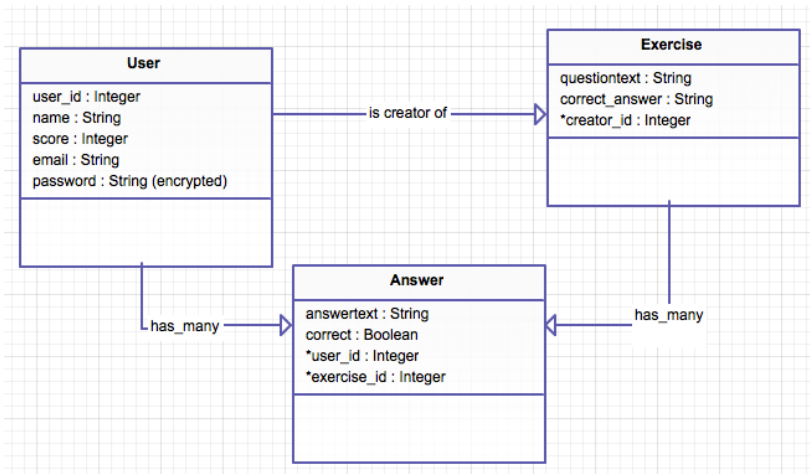 User
user_id : Integer
name : String
score : Integer
email : String
password : String (encrypted)
is creator of
Exercise
questiontext : String
correct_answer : String
*creator_id : Integer
has_many
Answer
answertext : String
correct : Boolean
*user_id : Integer
*exercise_id : Integer
has_many